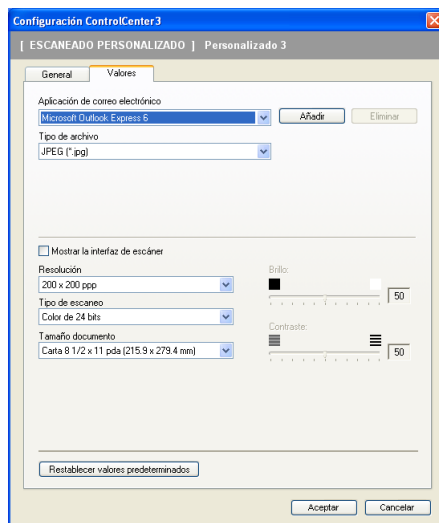 Configuración ControlCenter3
[ ESCANEADO PERSONALIZADO ] Personalizado 3
General Valores
Aplicación de correo electrónico
Microsoft Outlook Express 6 Añadir Eliminar
Tipo de archivo
JPEG (*.jpg)
Mostrar la interfaz de escáner
Resolución Brillo:
200 x 200 ppp 50
Tipo de escaneo
Color de 24 bits
Contraste:
Tamaño documento
Carta 8 1/2 x 11 pda (215.9 x 279.4 mm) 50
Restablecer valores predeterminados
Aceptar Cancelar